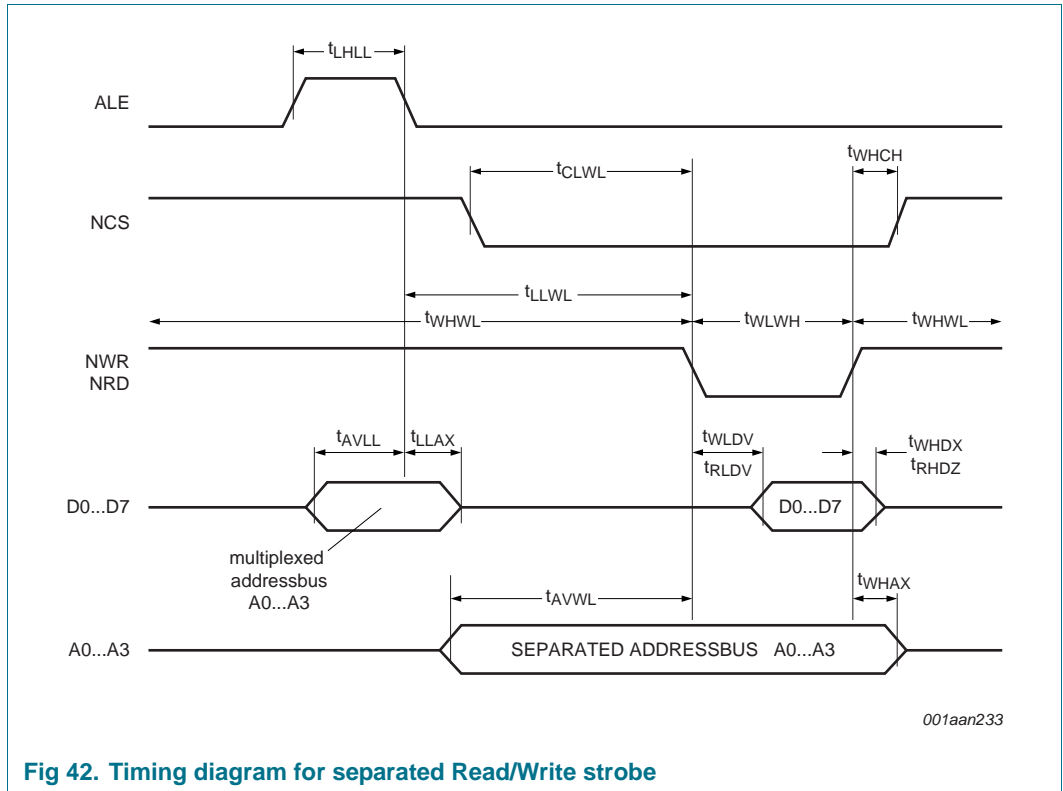 tLHLL
ALE
tCLWL
tWHCH
NCS
tLLWL
tWHWL
tWLWH
tWHWL
NWR
NRD
tAVLL
tLLAX
tWLDV
tRLDV
tWHDX
tRHDZ
D0...D7
D0...D7
multiplexed
addressbus
A0...A3
tAVWL
tWHAX
A0...A3
SEPARATED ADDRESSBUS A0...A3
001aan233
Fig 42. Timing diagram for separated Read/Write strobe